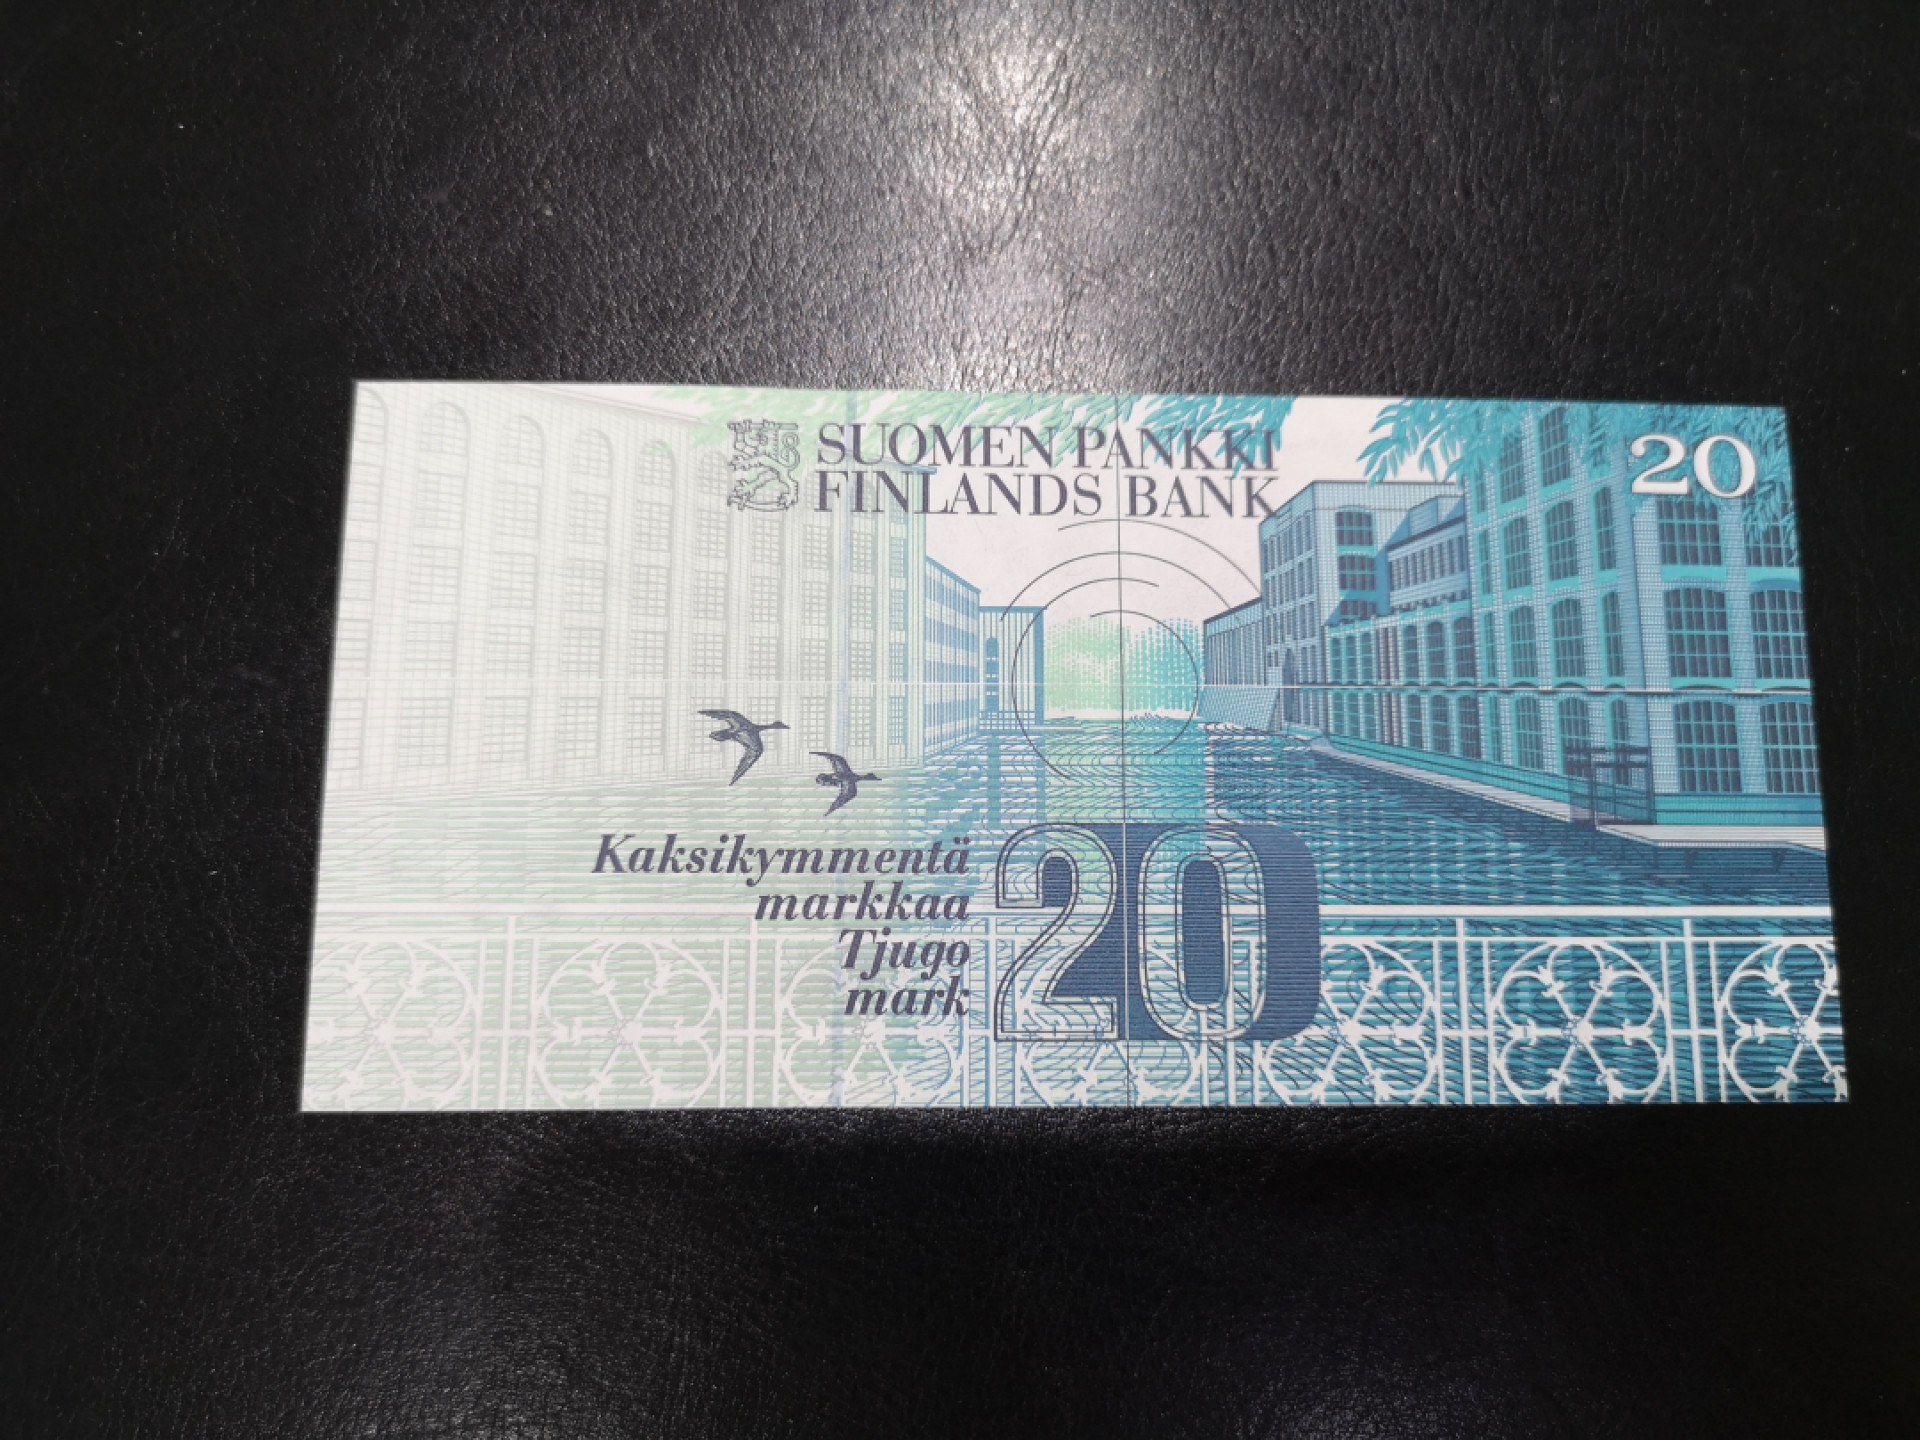 SUOMEN PANKKI
FINLANDS BANK
20
Kaksikymmentä
markkaa
Tjugo
mark
20